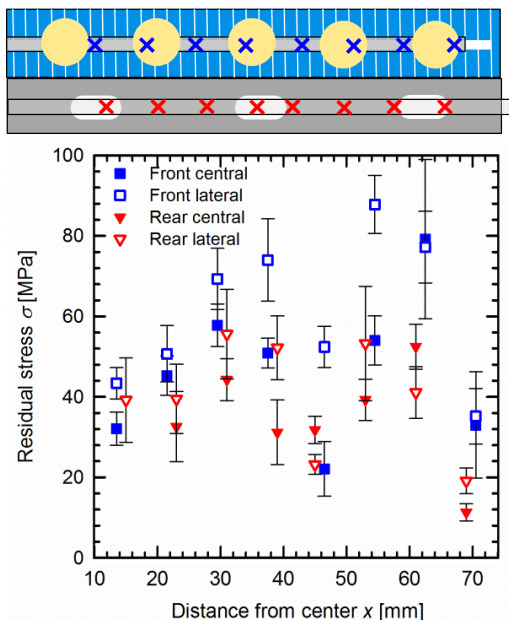 100
80
60
40
20
0
Residual stress σ [MPa]
Front central
Front lateral
Rear central
Rear lateral
10 20 30 40 50 60 70
Distance from center x [mm]